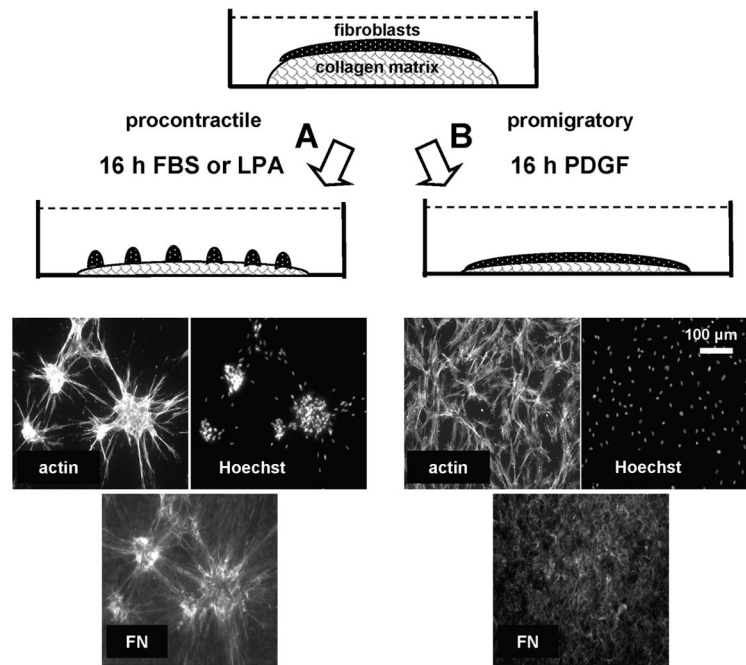 fibroblasts
collagen matrix
procontractile
A
B
promigratory
16 h FBS or LPA
16 h PDGF
100 µm
actin
Hoechst
actin
Hoechst
FN
FN